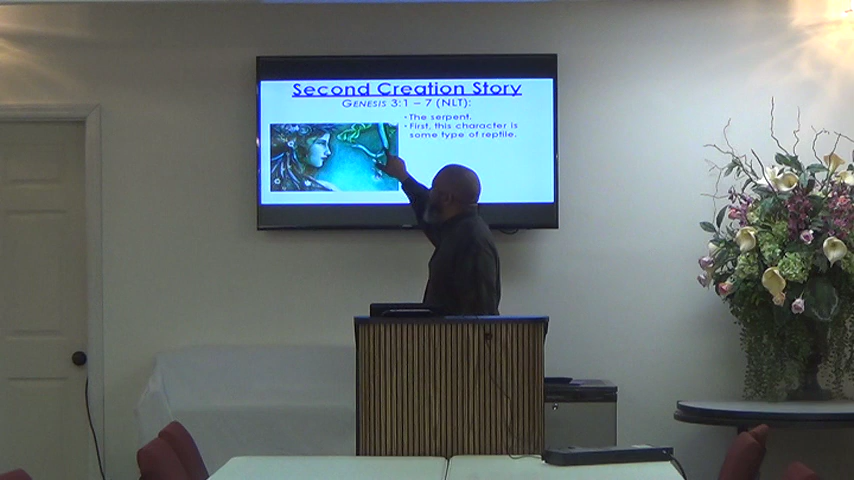 Second Creation Story
GENESIS 3:1 – 7 (NLT):
• The serpent.
• First, this character is
some type of reptile.